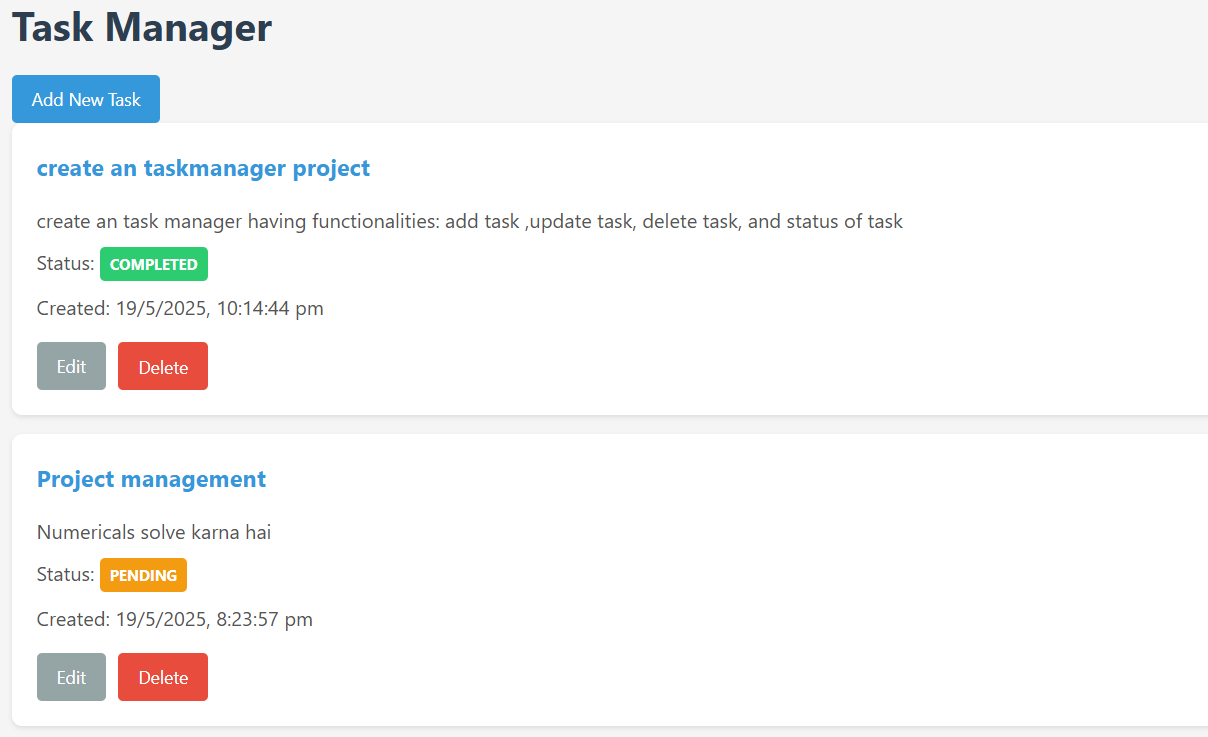 Task Manager
Add New Task
create an taskmanager project
create an task manager having functionalities: add task ,update task, delete task, and status of task
Status: COMPLETED
Created: 19/5/2025, 10:14:44 pm
Edit Delete
Project management
Numericals solve karna hai
Status: PENDING
Created: 19/5/2025, 8:23:57 pm
Edit Delete